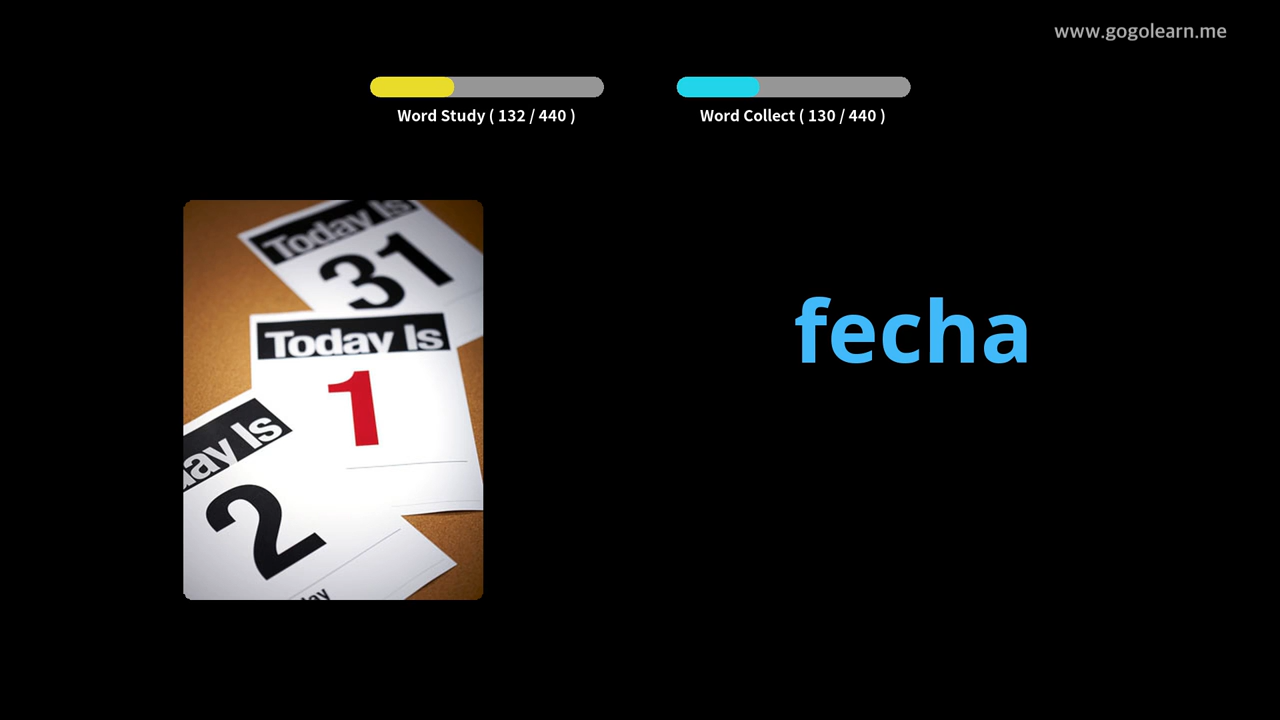 www.gogolearn.me
Word Study ( 132 / 440 )
Word Collect ( 130 / 440 )
Today Is
31
Today Is
1
ay Is
2
ay
fecha